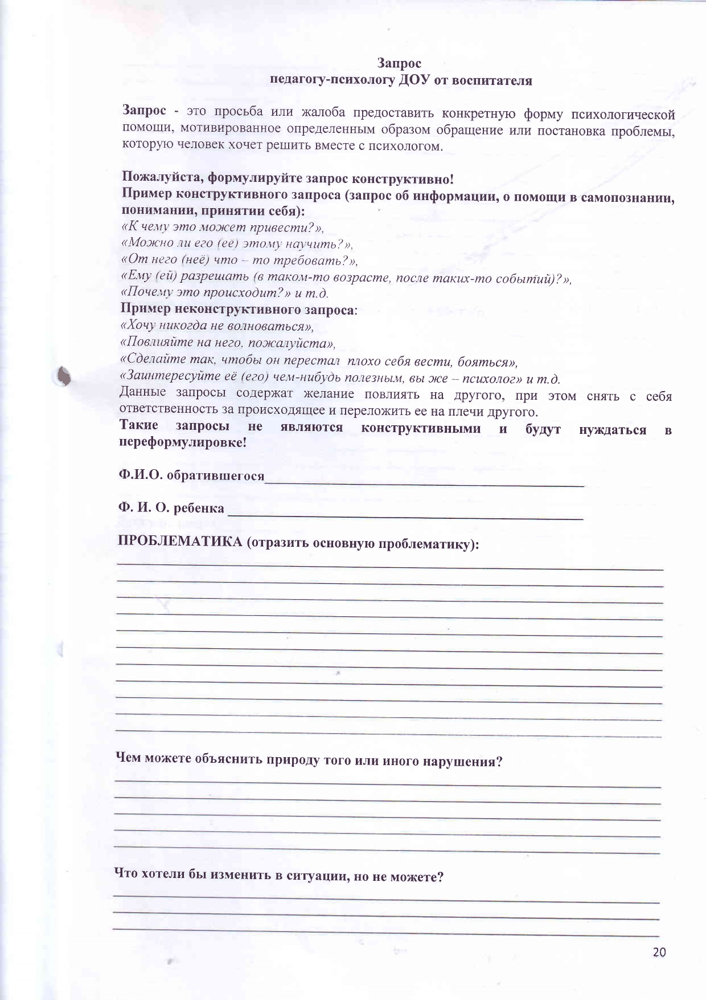 Запрос
педагогу-психологу ДОУ от воспитателя
Запрос - это просьба или жалоба предоставить конкретную форму психологической
помощи, мотивированное определенным образом обращение или постановка проблемы,
которую человек хочет решить вместе с психологом.
Пожалуйста, формулируйте запрос конструктивно!
Пример конструктивного запроса (запрос об информации, о помощи в самопознании,
понимании, принятии себя):
«К чему это может привести?»,
«Можно ли его (ее) этому научить?»,
«От него (неё) что – то требовать?»,
«Ему (ей) разрешать (в таком-то возрасте, после таких-то событий)?»,
«Почему это происходит?» и т.д.
Пример неконструктивного запроса:
«Хочу никогда не волноваться»,
«Повлияйте на него, пожалуйста»,
«Сделайте так, чтобы он перестал плохо себя вести, бояться»,
«Заинтересуйте её (его) чем-нибудь полезным, вы же – психолог» и т.д.
Данные запросы содержат желание повлиять на другого, при этом снять с себя
ответственность за происходящее и переложить ее на плечи другого.
Такие запросы не являются конструктивными и будут нуждаться в
переформулировке!
Ф.И.О. обратившегося
Ф. И. О. ребенка
ПРОБЛЕМАТИКА (отразить основную проблематику):
Чем можете объяснить природу того или иного нарушения?
Что хотели бы изменить в ситуации, но не можете?
20